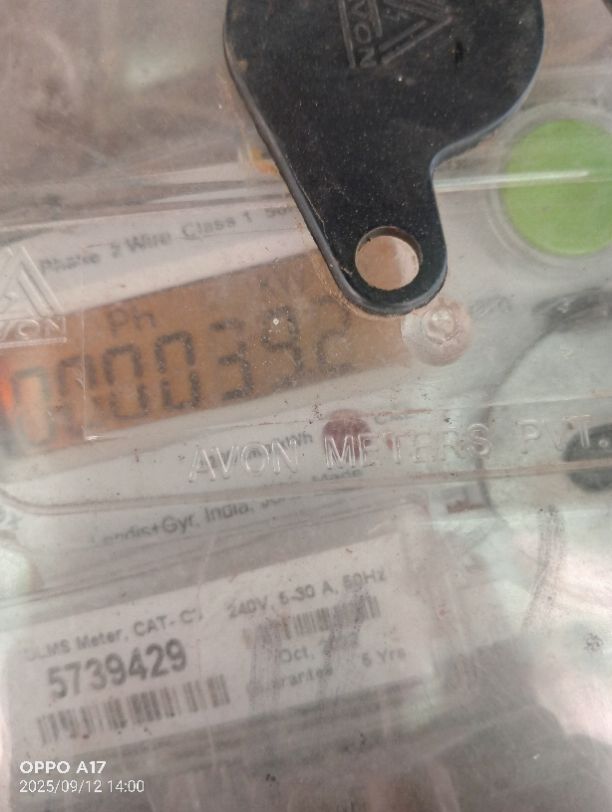 AVON
Phase 2 Wire Class 1
AVON
KW
Ph
0000392
AVON METERS PVT.
Landis+Gyr, India,
DLMS Meter, CAT- C
240V, 5-30 A, 50Hz
5739429
Oct,
Guarantee 5 Yrs
OPPO A17
2025/09/12 14:00